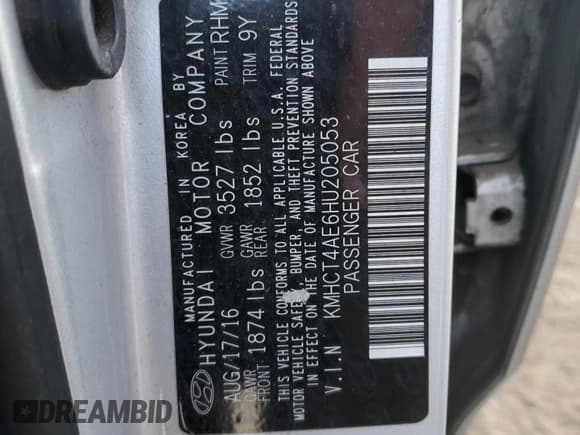 MANUFACTURED IN KOREA BY
HYUNDAI MOTOR COMPANY
AUG/17/16 GVWR 3527 lbs PAINT RHM
GAWR FRONT 1874 lbs GAWR REAR 1852 lbs TRIM 9Y
THIS VEHICLE CONFORMS TO ALL APPLICABLE U.S.A. FEDERAL
MOTOR VEHICLE SAFETY, BUMPER, AND THEFT PREVENTION STANDARDS
IN EFFECT ON THE DATE OF MANUFACTURE SHOWN ABOVE
V.I.N KMHCT4AE6HU205053
PASSENGER CAR
DREAMBID